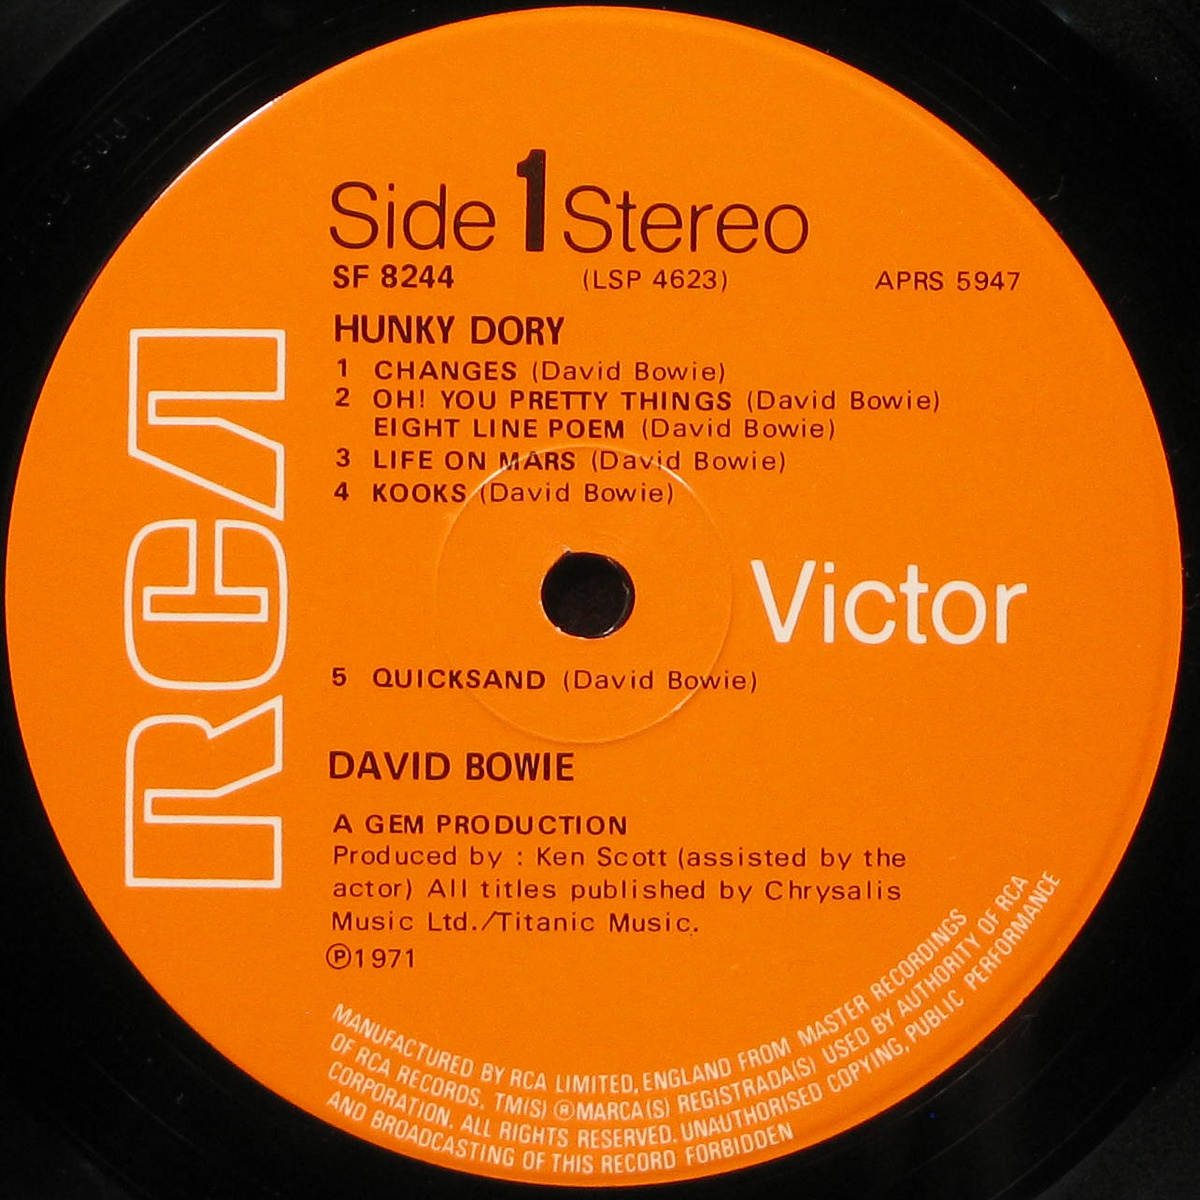 Side 1 Stereo
SF 8244 (LSP 4623) APRS 5947
HUNKY DORY
1 CHANGES (David Bowie)
2 OH! YOU PRETTY THINGS (David Bowie)
EIGHT LINE POEM (David Bowie)
3 LIFE ON MARS (David Bowie)
4 KOOKS (David Bowie)
RCA
Victor
5 QUICKSAND (David Bowie)
DAVID BOWIE
A GEM PRODUCTION
Produced by : Ken Scott (assisted by the
actor) All titles published by Chrysalis
Music Ltd./Titanic Music.
Ⓟ1971
MANUFACTURED BY RCA LIMITED, ENGLAND FROM MASTER RECORDINGS
OF RCA RECORDS. TM(S) ® MARCA(S) REGISTRADA(S) USED BY AUTHORITY OF RCA
CORPORATION. ALL RIGHTS RESERVED. UNAUTHORISED COPYING, PUBLIC PERFORMANCE
AND BROADCASTING OF THIS RECORD FORBIDDEN